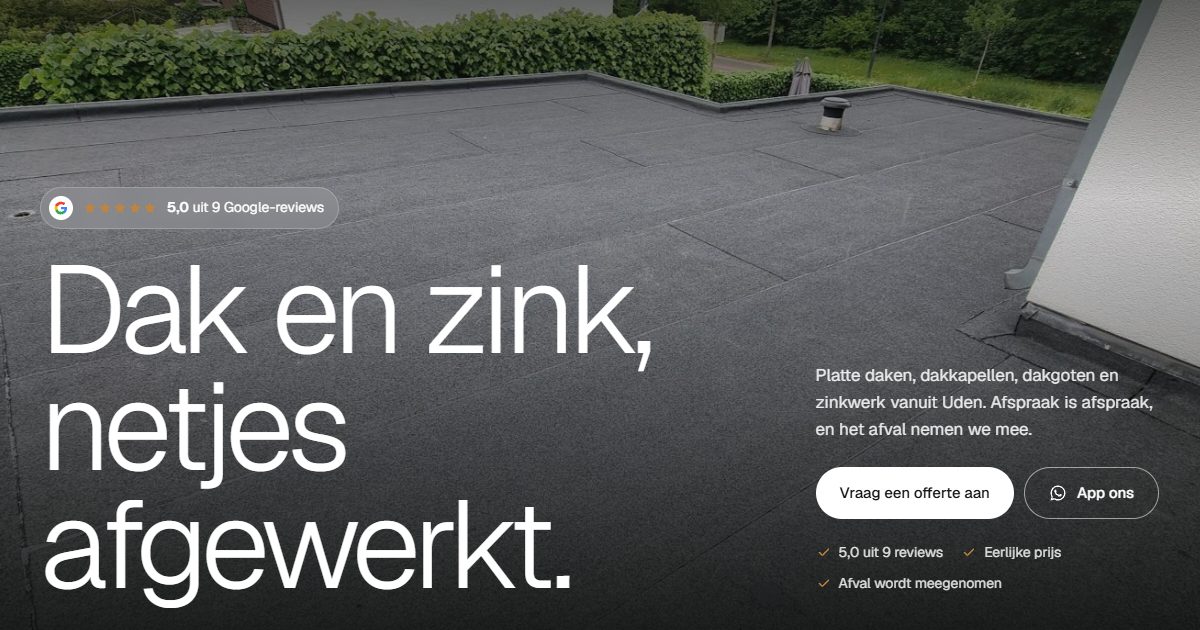 5,0 uit 9 Google-reviews
Dak en zink,
netjes
afgewerkt.
Platte daken, dakkapellen, dakgoten en
zinkwerk vanuit Uden. Afspraak is afspraak,
en het afval nemen we mee.
Vraag een offerte aan
App ons
5,0 uit 9 reviews
Eerlijke prijs
Afval wordt meegenomen